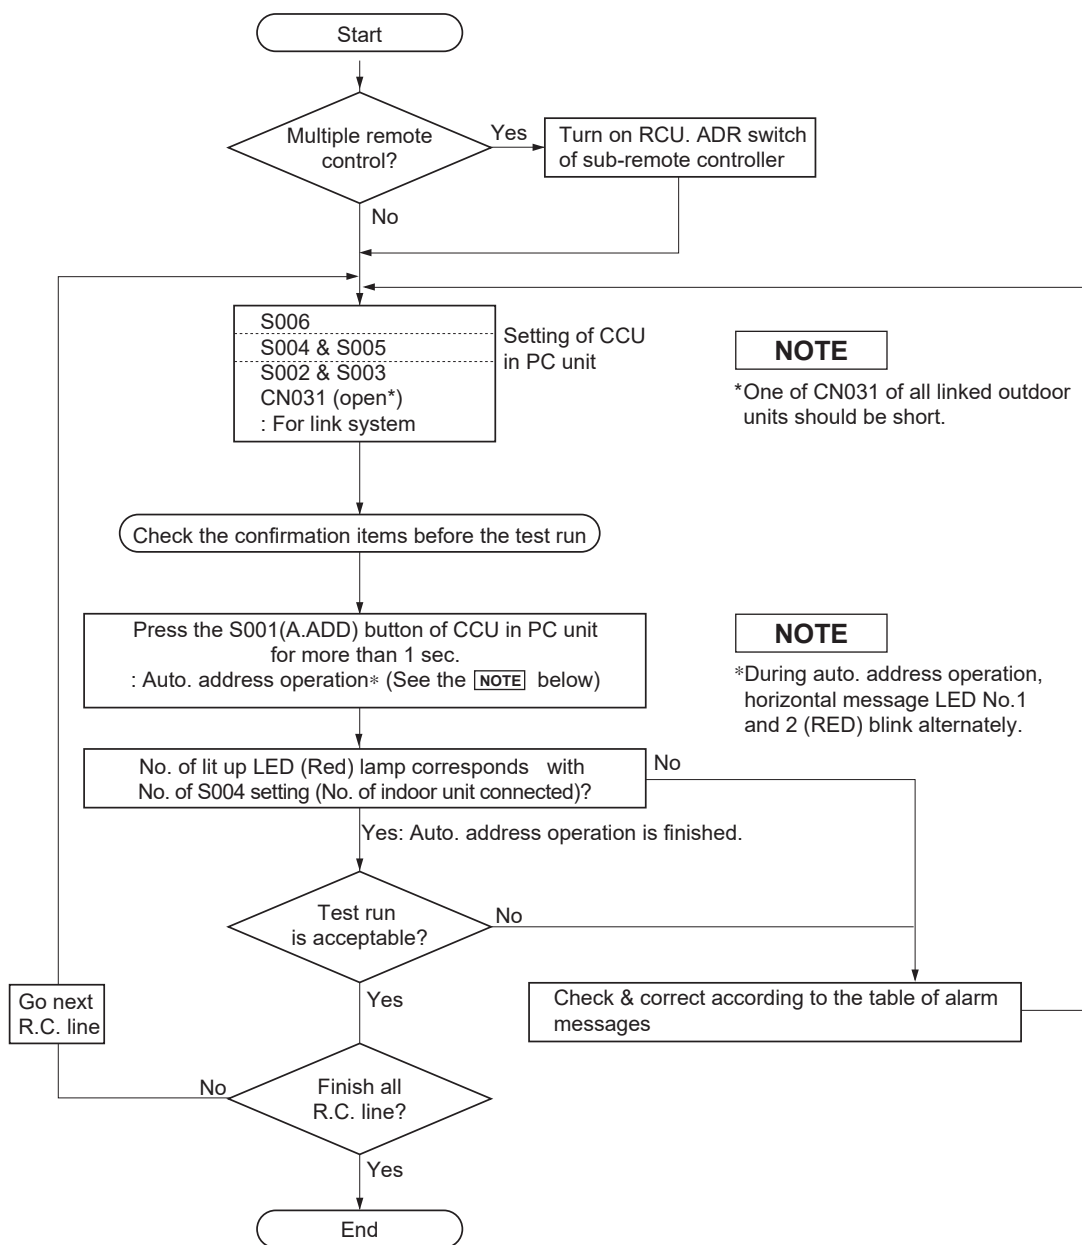 Start
Multiple remote
control?
Yes
Turn on RCU. ADR switch
of sub-remote controller
No
S006
S004 & S005
S002 & S003
CN031 (open*)
: For link system
Setting of CCU
in PC unit
NOTE
*One of CN031 of all linked outdoor
units should be short.
Check the confirmation items before the test run
Press the S001(A.ADD) button of CCU in PC unit
for more than 1 sec.
: Auto. address operation* (See the NOTE below)
NOTE
*During auto. address operation,
horizontal message LED No.1
and 2 (RED) blink alternately.
No. of lit up LED (Red) lamp corresponds with
No. of S004 setting (No. of indoor unit connected)?
No
Yes: Auto. address operation is finished.
Test run
is acceptable?
No
Yes
Check & correct according to the table of alarm
messages
Go next
R.C. line
No
Finish all
R.C. line?
Yes
End